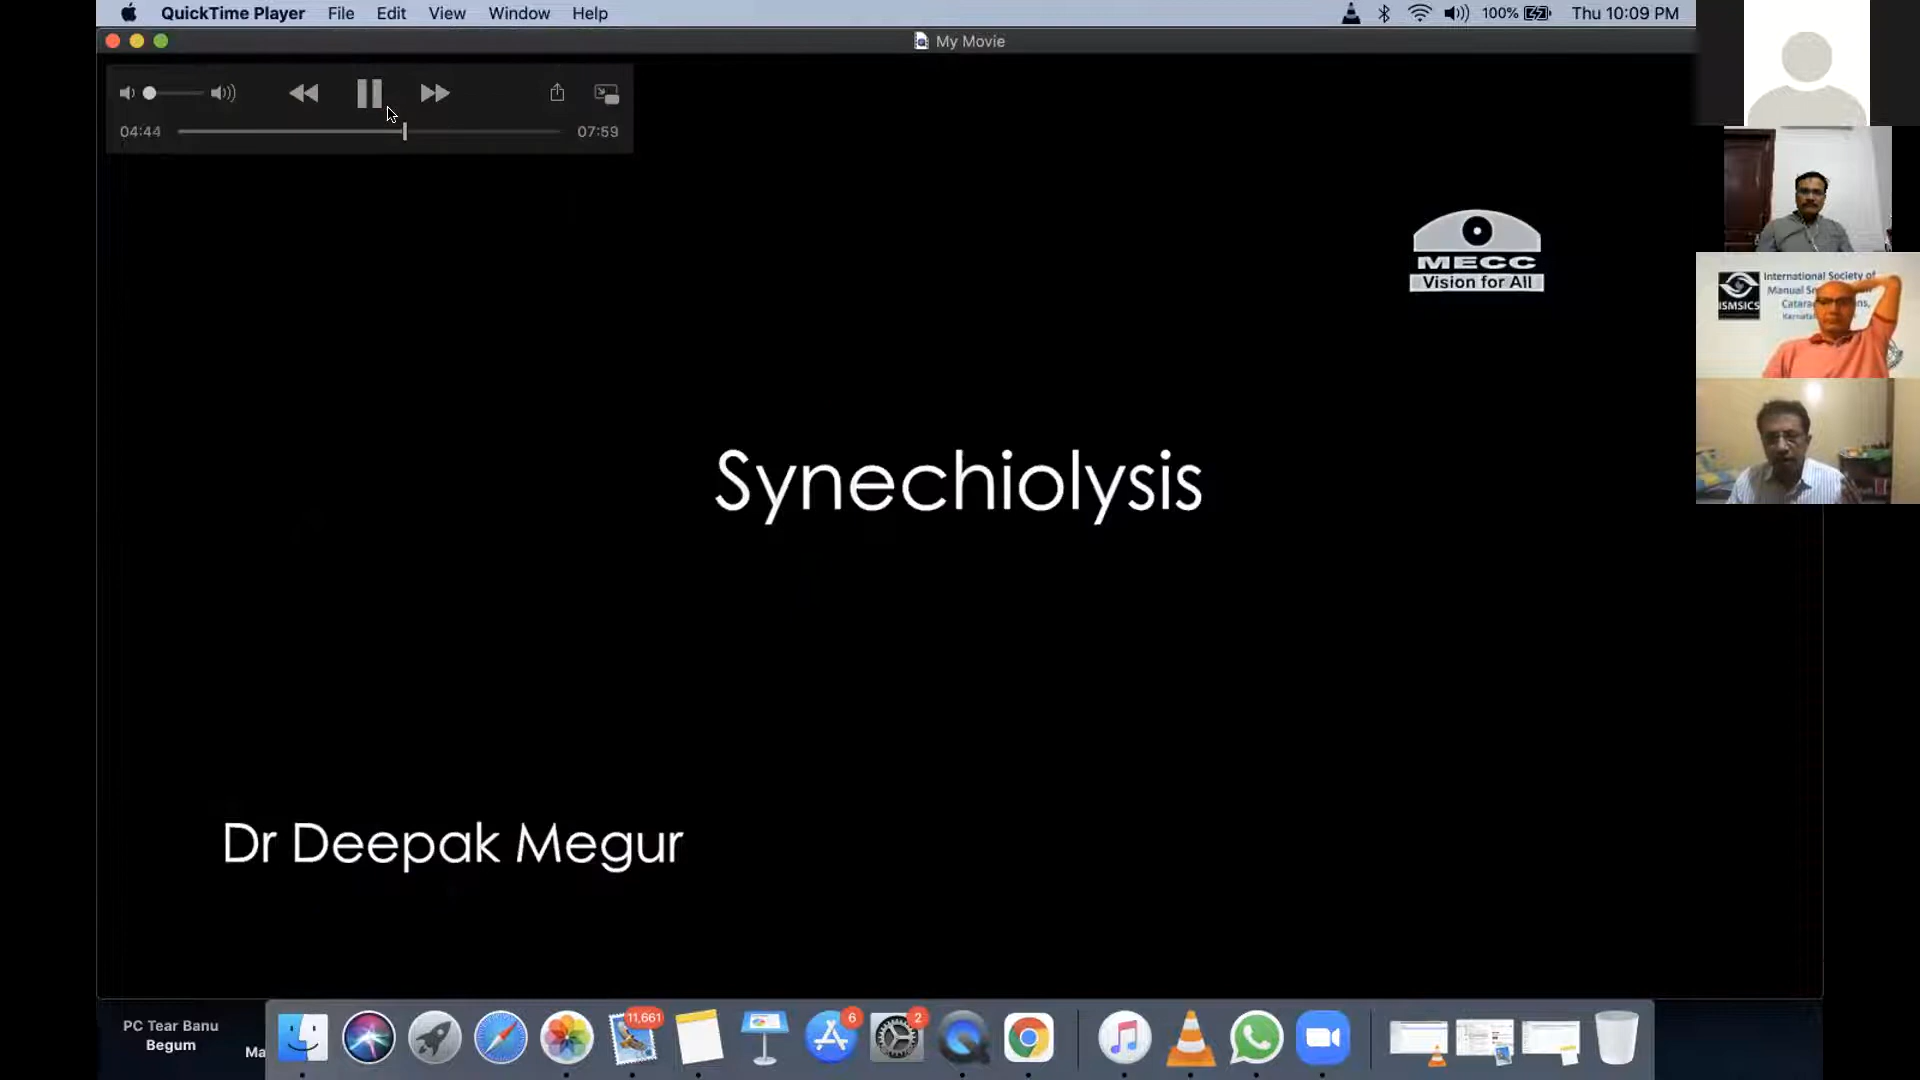 QuickTime Player File Edit View Window Help 100% Thu 10:09 PM
My Movie
04:44 07:59
MECC
Vision for All
International Society of
Manual
ISMSICS
Synechiolysis
Dr Deepak Megur
PC Tear Banu
Begum
Ma
11,661
6
2